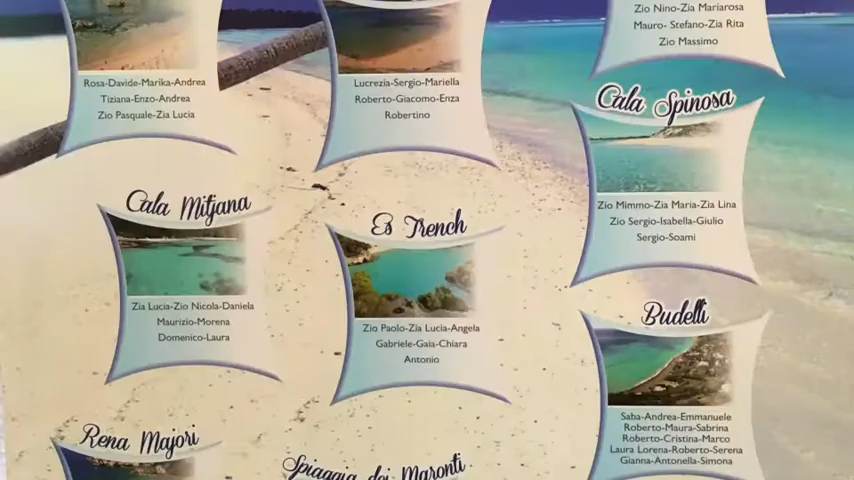 Rosa-Davide-Marika-Andrea
Tiziana-Enzo-Andrea
Zio Pasquale-Zia Lucia
Lucrezia-Sergio-Mariella
Roberto-Giacomo-Enza
Robertino
Zio Nino-Zia Mariarosa
Mauro- Stefano-Zia Rita
Zio Massimo
Cala Spinosa
Zio Mimmo-Zia Maria-Zia Lina
Zio Sergio-Isabella-Giulio
Sergio-Soami
Cala Mitjana
Zia Lucia-Zio Nicola-Daniela
Maurizio-Morena
Domenico-Laura
Es Trench
Zio Paolo-Zia Lucia-Angela
Gabriele-Gaia-Chiara
Antonio
Budelli
Saba-Andrea-Emmanuele
Roberto-Maura-Sabrina
Roberto-Cristina-Marco
Laura Lorena-Roberto-Serena
Gianna-Antonella-Simona
Rena Majori
Spiaggia dei Maronti